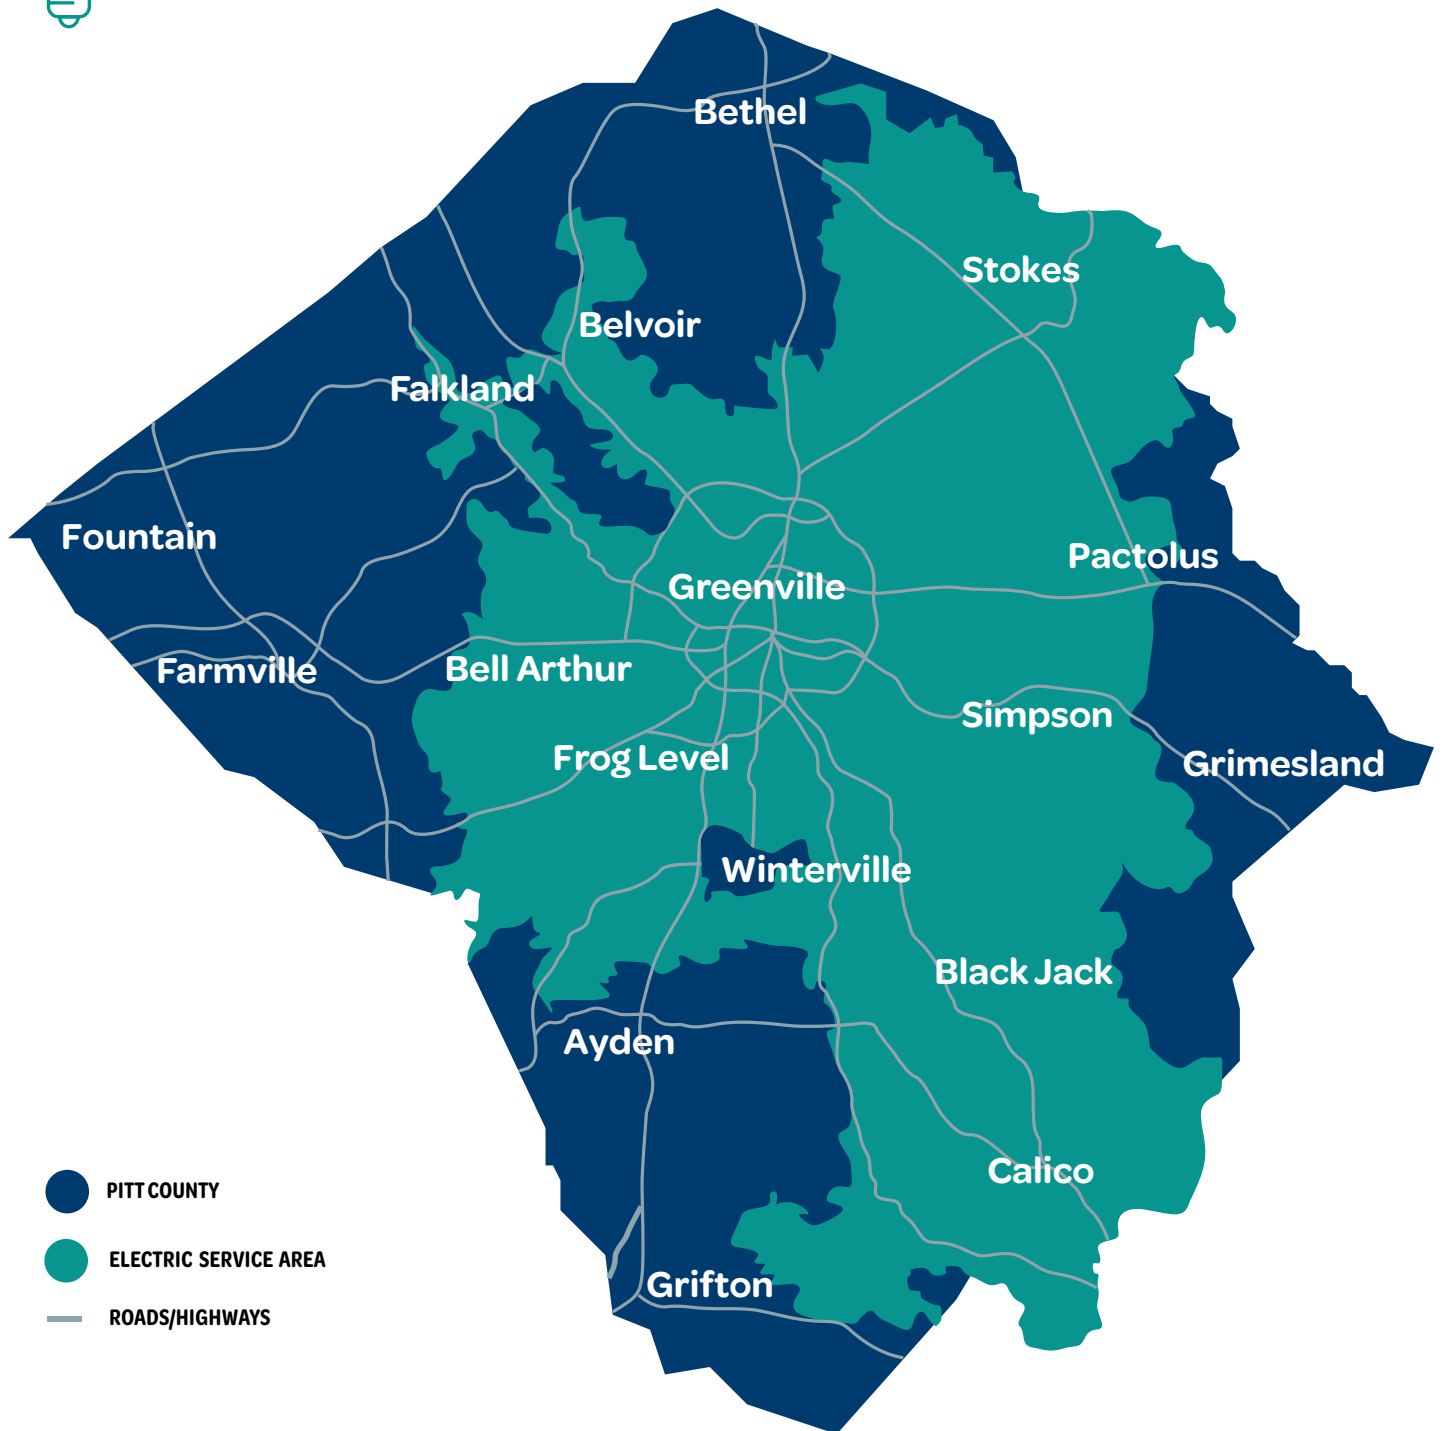 Bethel
Stokes
Belvoir
Falkland
Fountain
Pactolus
Greenville
Farmville
Bell Arthur
Simpson
Frog Level
Grimesland
Winterville
Black Jack
Ayden
Calico
PITT COUNTY
ELECTRIC SERVICE AREA
Grifton
ROADS/HIGHWAYS